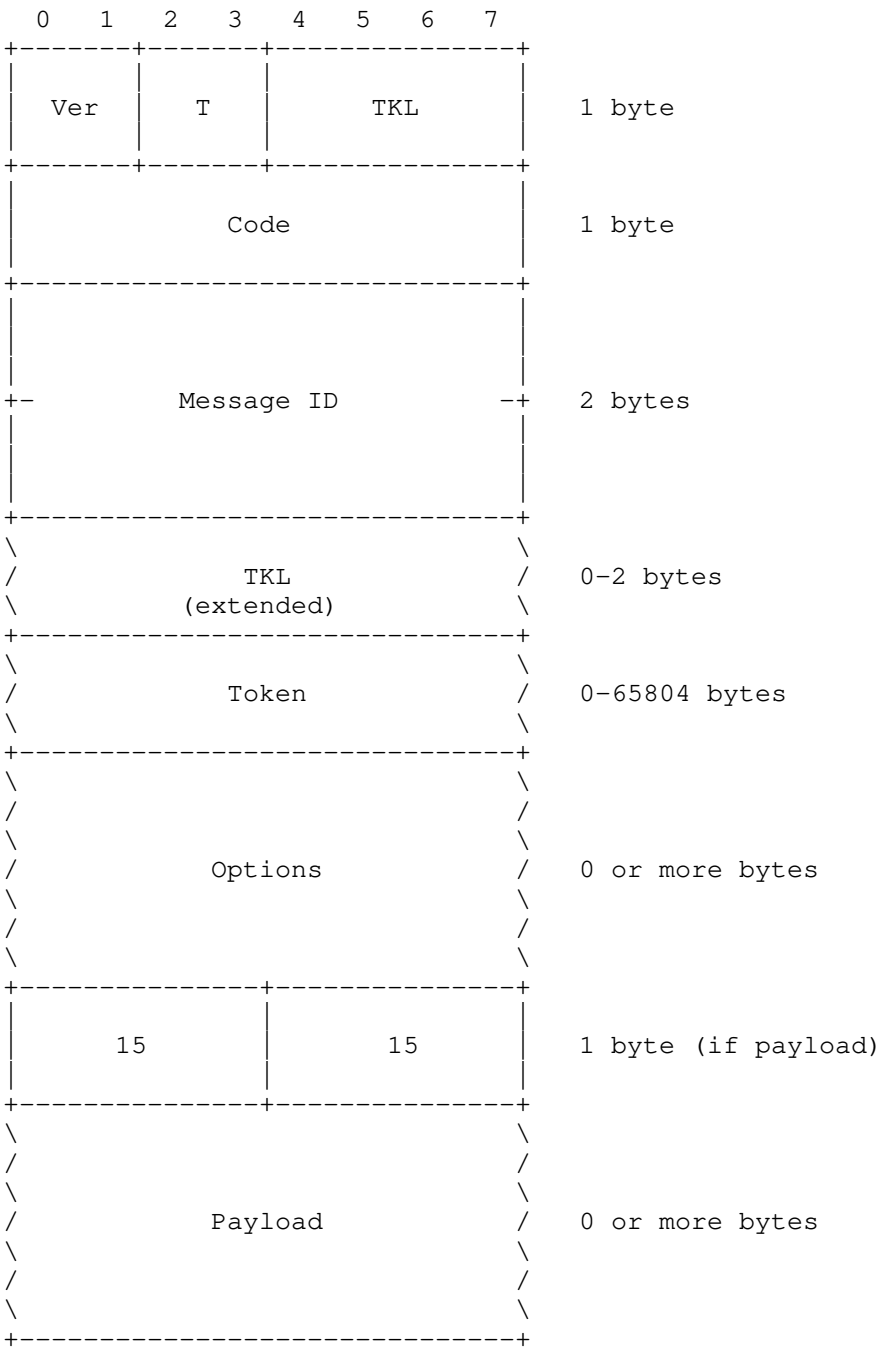 0 1 2 3 4 5 6 7
Ver T TKL 1 byte
Code 1 byte
Message ID 2 bytes
TKL 0-2 bytes
(extended)
Token 0-65804 bytes
Options 0 or more bytes
15 15 1 byte (if payload)
Payload 0 or more bytes